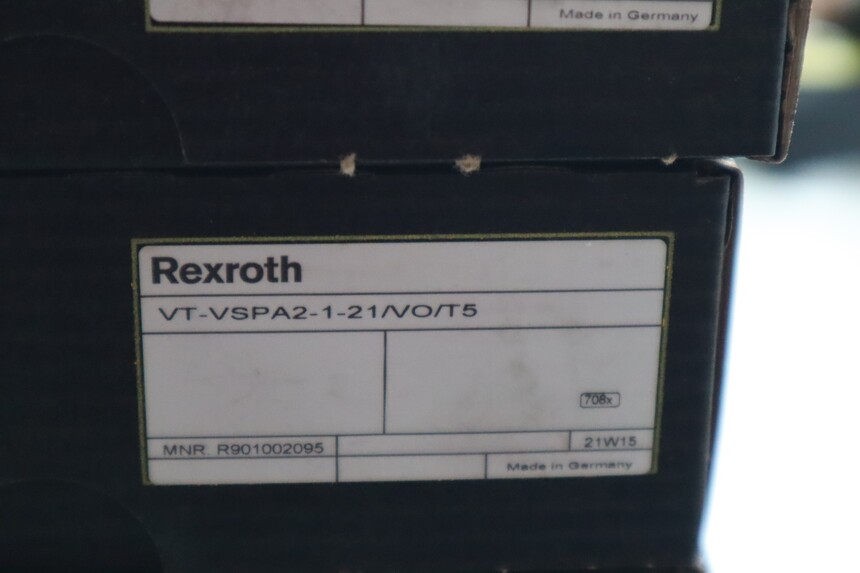 Made in Germany
Rexroth
VT-VSPA2-1-21/VO/T5
708x
MNR R901002095
21W15
Made in Germany